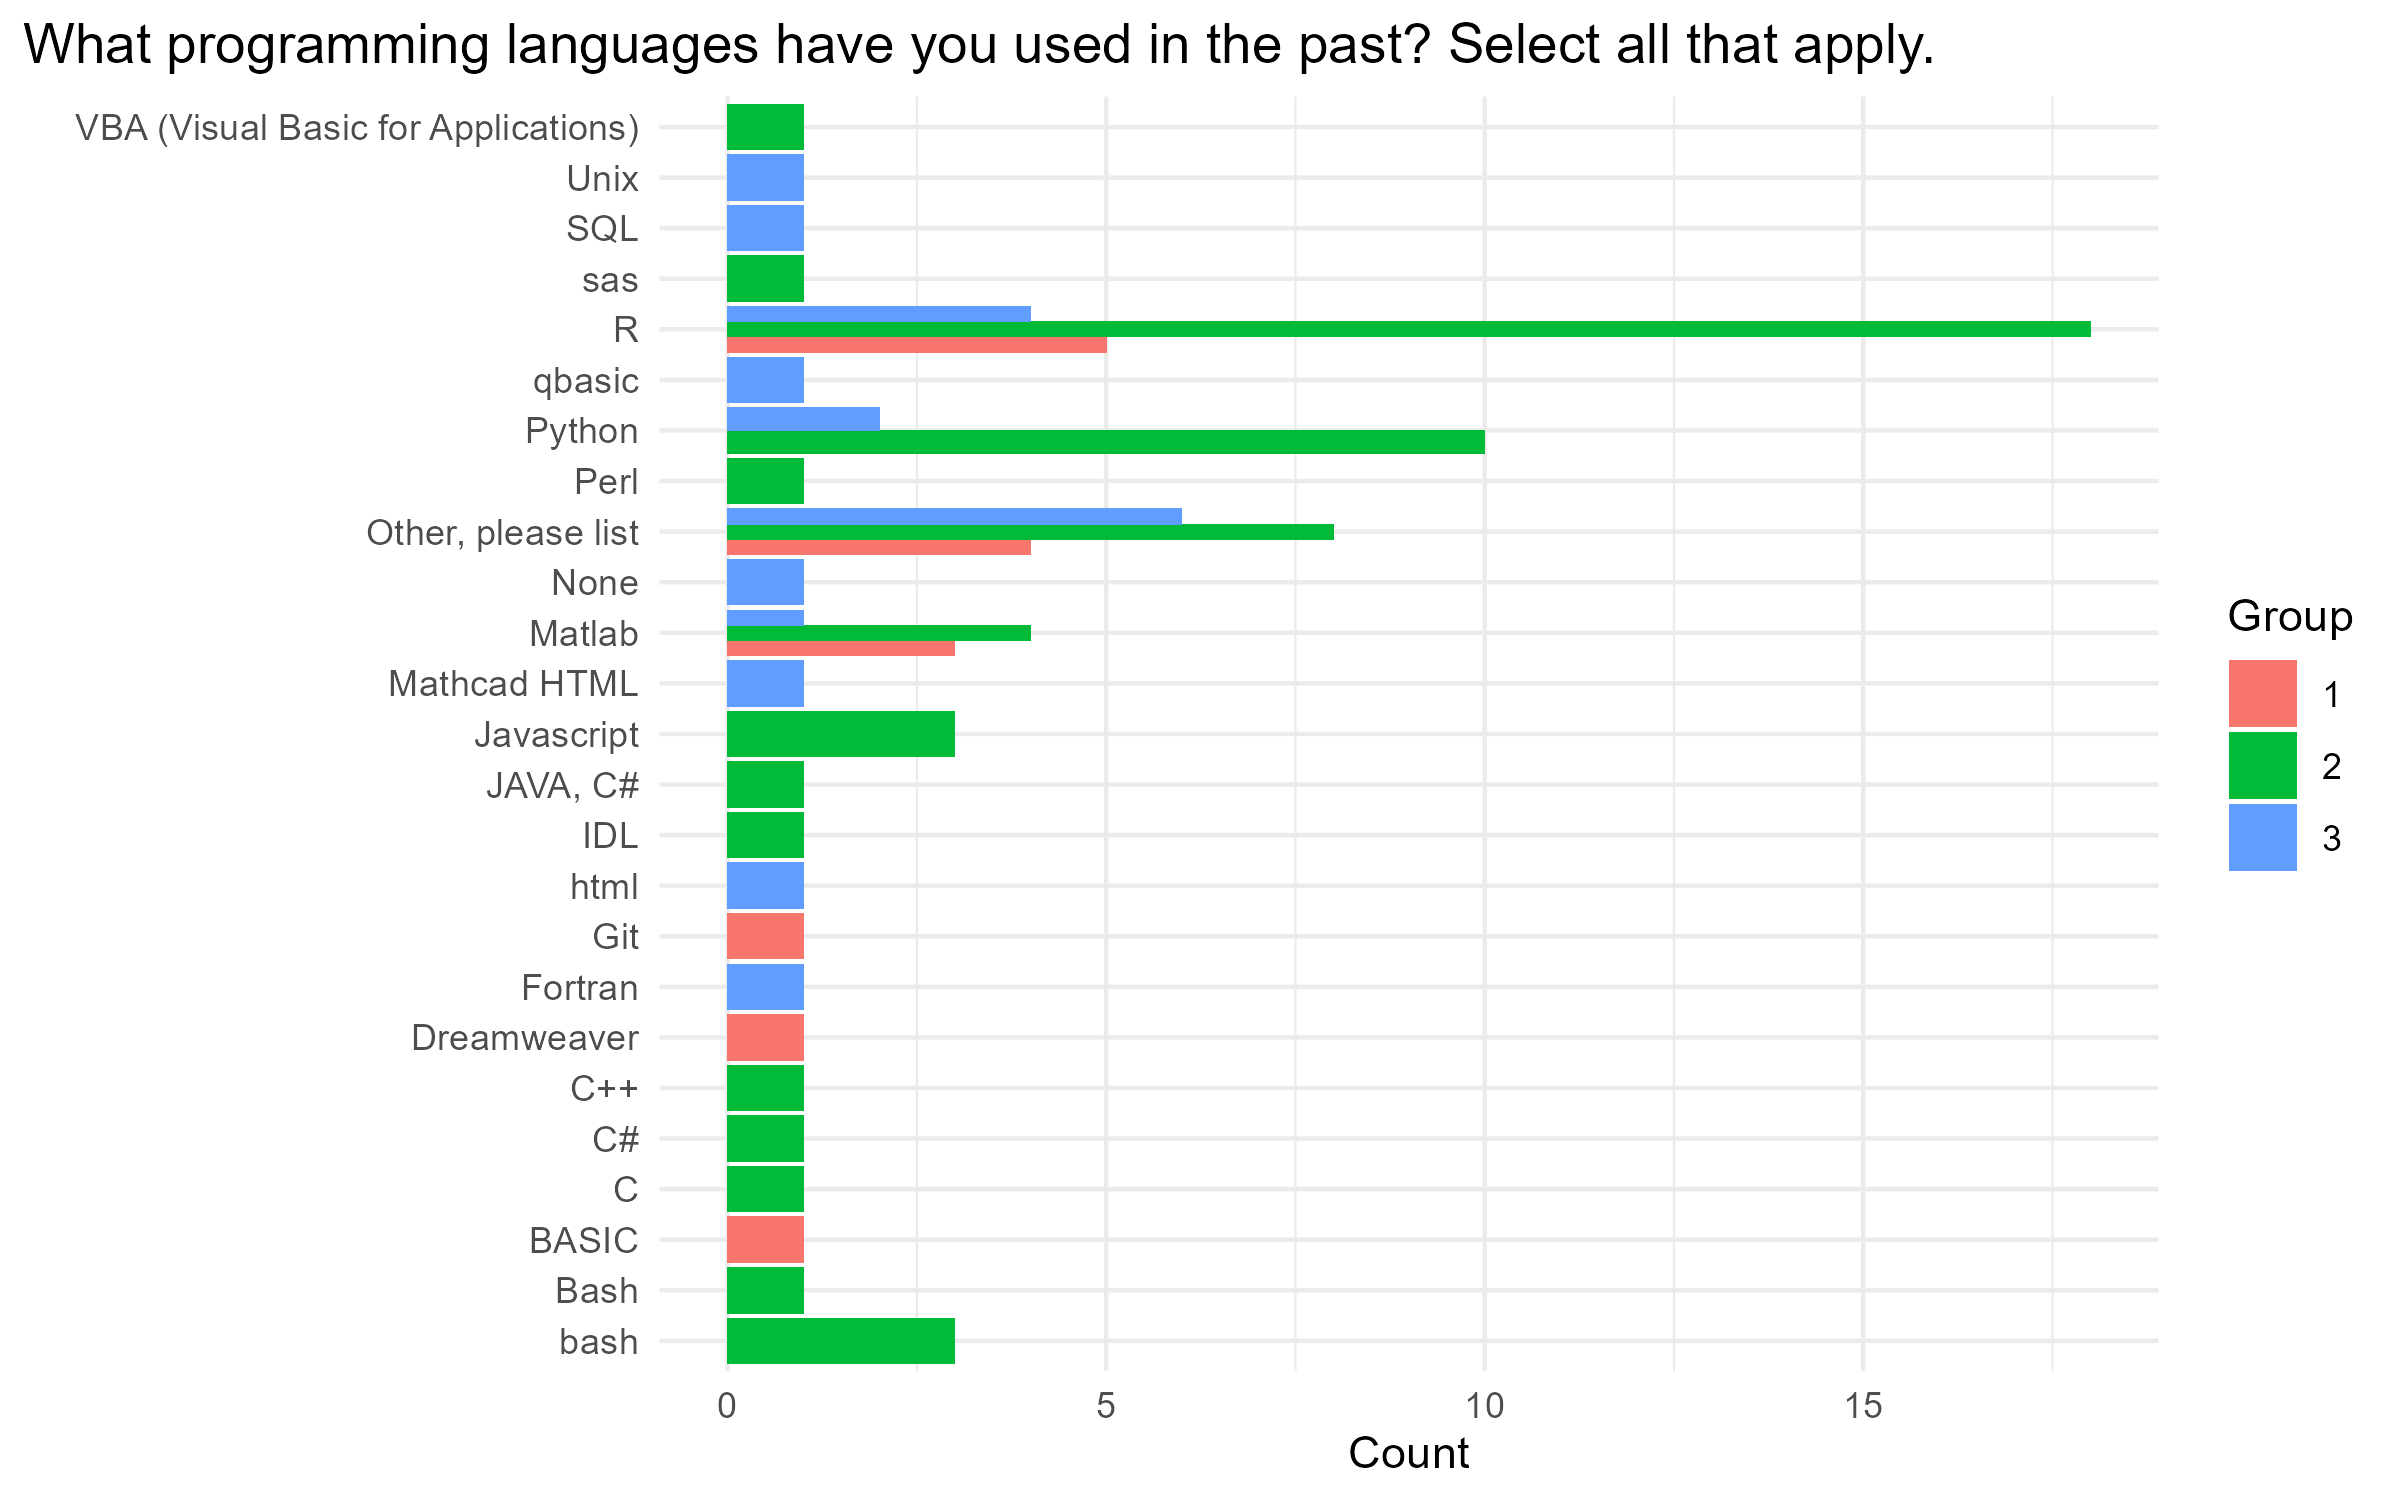 What programming languages have you used in the past? Select all that apply.
VBA (Visual Basic for Applications)
Unix
SQL
sas
R
qbasic
Python
Perl
Other, please list
None
Matlab
Mathcad HTML
Javascript
JAVA, C#
IDL
html
Git
Fortran
Dreamweaver
C++
C#
C
BASIC
Bash
bash
0 5 10 15
Count
Group
1
2
3